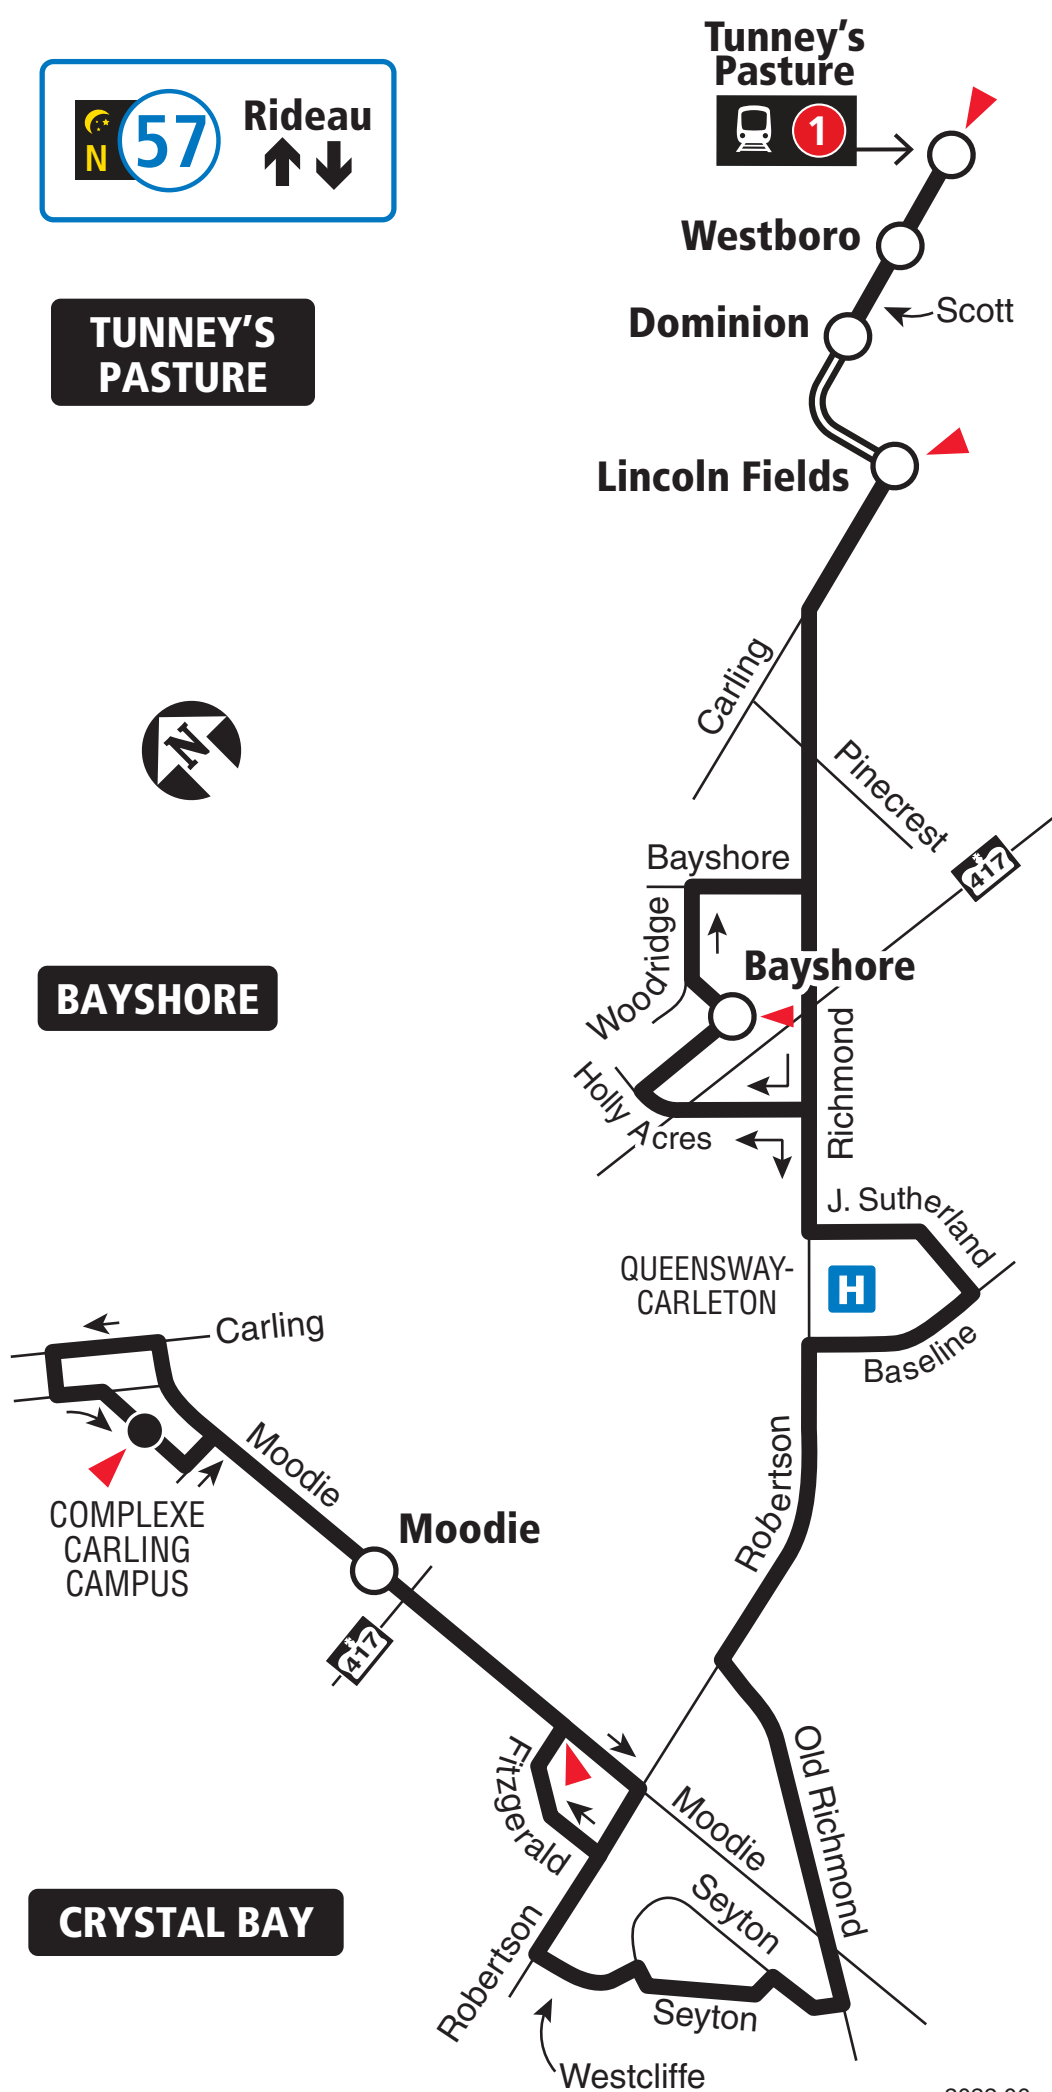 Tunney's
Pasture
1
N
57
Rideau
Westboro
Scott
Dominion
TUNNEY'S
PASTURE
Lincoln Fields
Carling
N
Pinecrest
417
Bayshore
Woodridge
Bayshore
BAYSHORE
Richmond
Holly Acres
J. Sutherland
QUEENSWAY-
CARLETON
H
Carling
Baseline
Moodie
Robertson
COMPLEXE
CARLING
CAMPUS
Moodie
417
Fitzgerald
Old Richmond
Moodie
Seyton
CRYSTAL BAY
Robertson
Seyton
Westcliffe